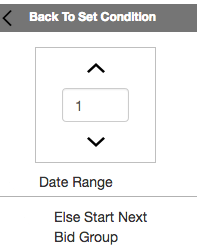 Back To Set Condition
1
Date Range
Else Start Next
Bid Group